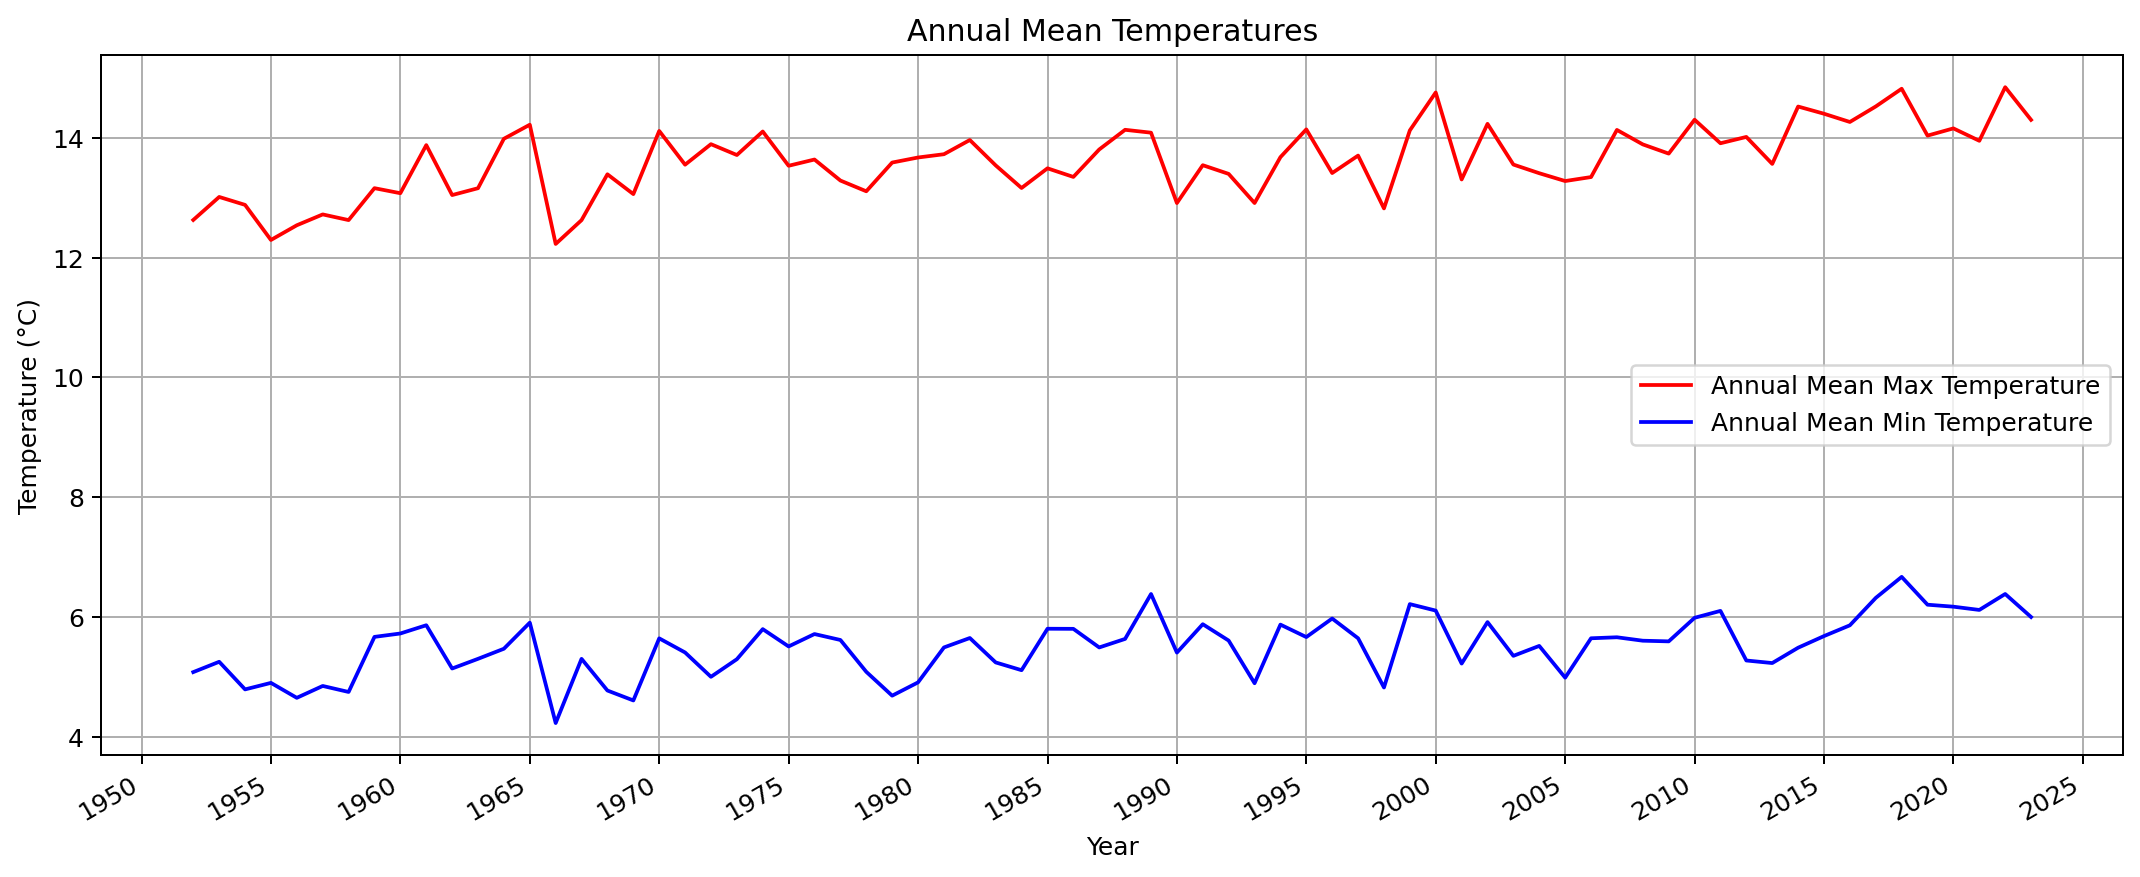 Annual Mean Temperatures
Temperature (°C)
14
12
10
8
6
4
Annual Mean Max Temperature
Annual Mean Min Temperature
1950 1955 1960 1965 1970 1975 1980 1985 1990 1995 2000 2005 2010 2015 2020 2025
Year